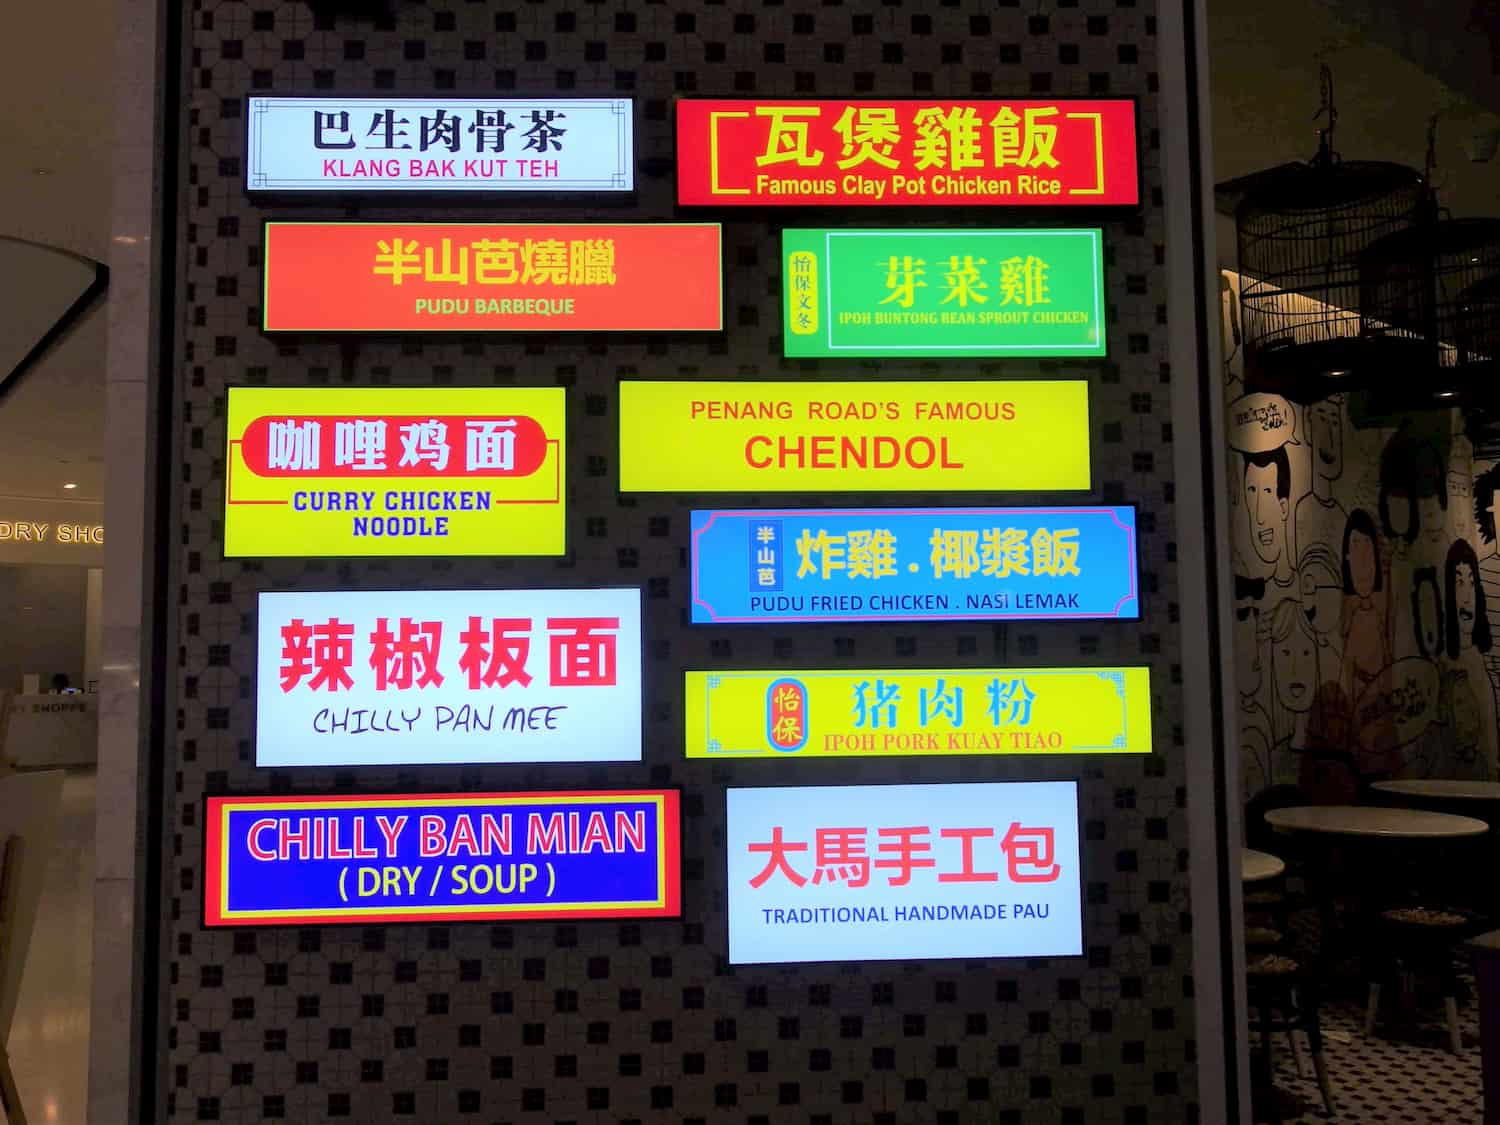 巴生肉骨茶
KLANG BAK KUT TEH
瓦煲雞飯
Famous Clay Pot Chicken Rice
半山芭燒臘
PUDU BARBEQUE
怡保文冬
芽菜雞
IPOH BUNTONG BEAN SPROUT CHICKEN
咖哩鸡面
CURRY CHICKEN
NOODLE
PENANG ROAD'S FAMOUS
CHENDOL
半山芭
炸雞.椰漿飯
PUDU FRIED CHICKEN . NASI LEMAK
辣椒板面
CHILLY PAN MEE
怡保
猪肉粉
IPOH PORK KUAY TIAO
CHILLY BAN MIAN
( DRY / SOUP )
大馬手工包
TRADITIONAL HANDMADE PAU
DRY SHO
SHOPPE